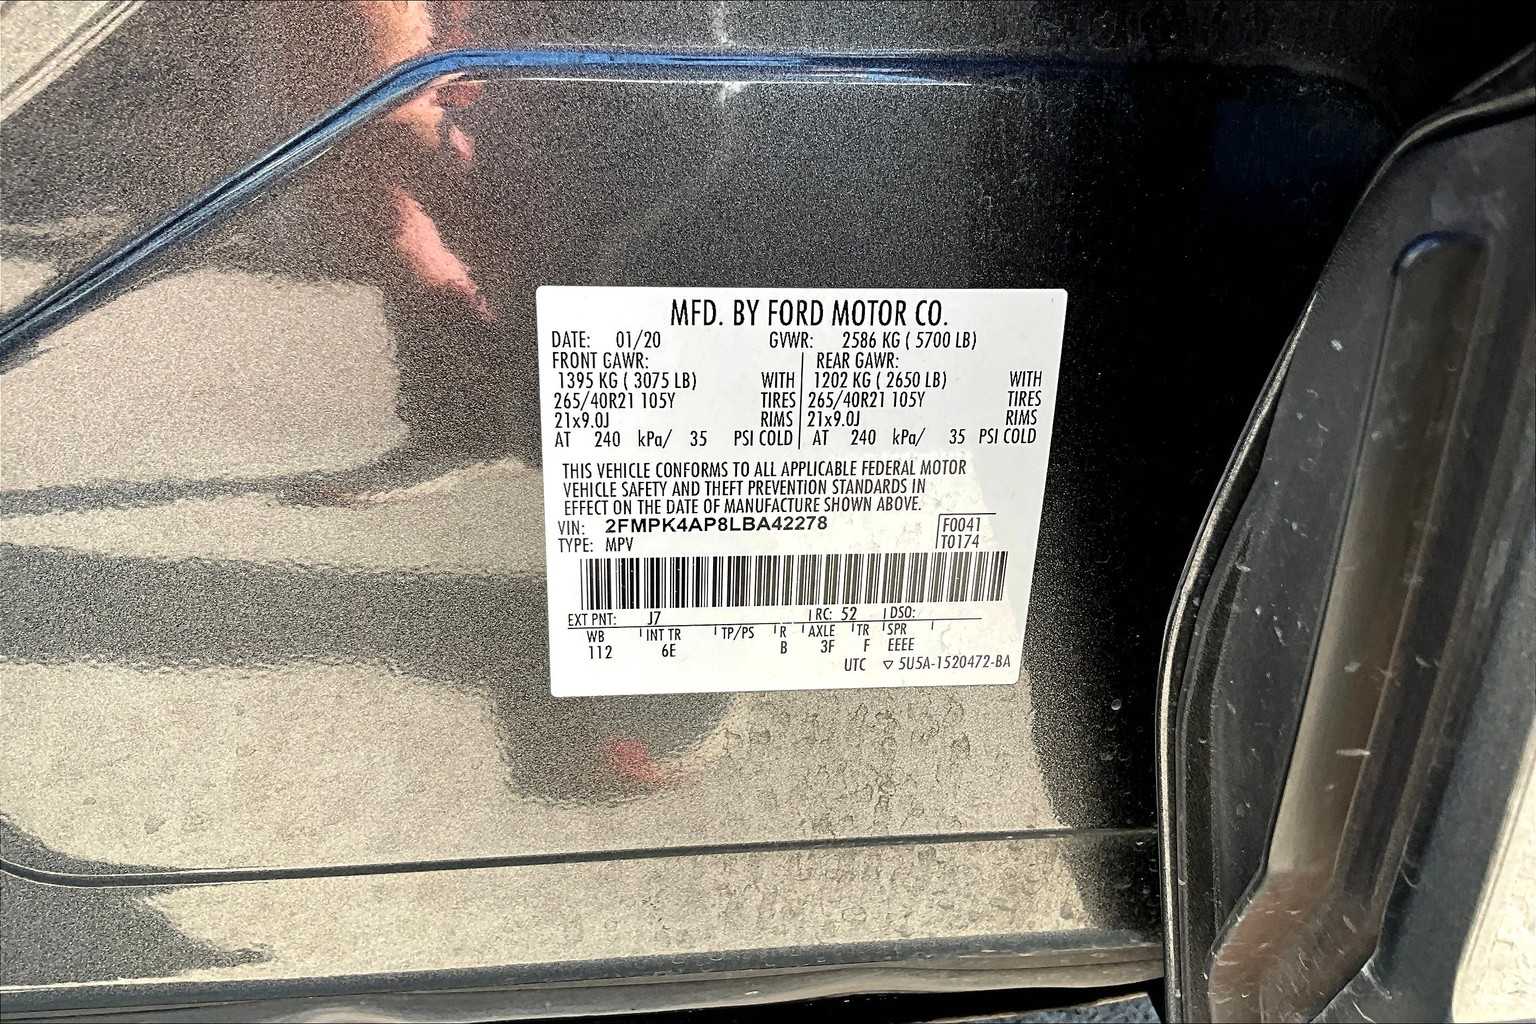 MFD. BY FORD MOTOR CO.
DATE: 01/20 GVWR: 2586 KG ( 5700 LB)
FRONT GAWR: REAR GAWR:
1395 KG ( 3075 LB) WITH 1202 KG ( 2650 LB) WITH
265/40R21 105Y TIRES 265/40R21 105Y TIRES
21x9.0J RIMS 21x9.0J RIMS
AT 240 kPa/ 35 PSI COLD AT 240 kPa/ 35 PSI COLD
THIS VEHICLE CONFORMS TO ALL APPLICABLE FEDERAL MOTOR
VEHICLE SAFETY AND THEFT PREVENTION STANDARDS IN
EFFECT ON THE DATE OF MANUFACTURE SHOWN ABOVE.
VIN: 2FMPK4AP8LBA42278 F0041
TYPE: MPV T0174
EXT PNT: J7 RC: 52 DSO:
WB INT TR TP/PS R AXLE TR SPR
112 6E B 3F F EEEE
UTC ▽ 5U5A-1520472-BA